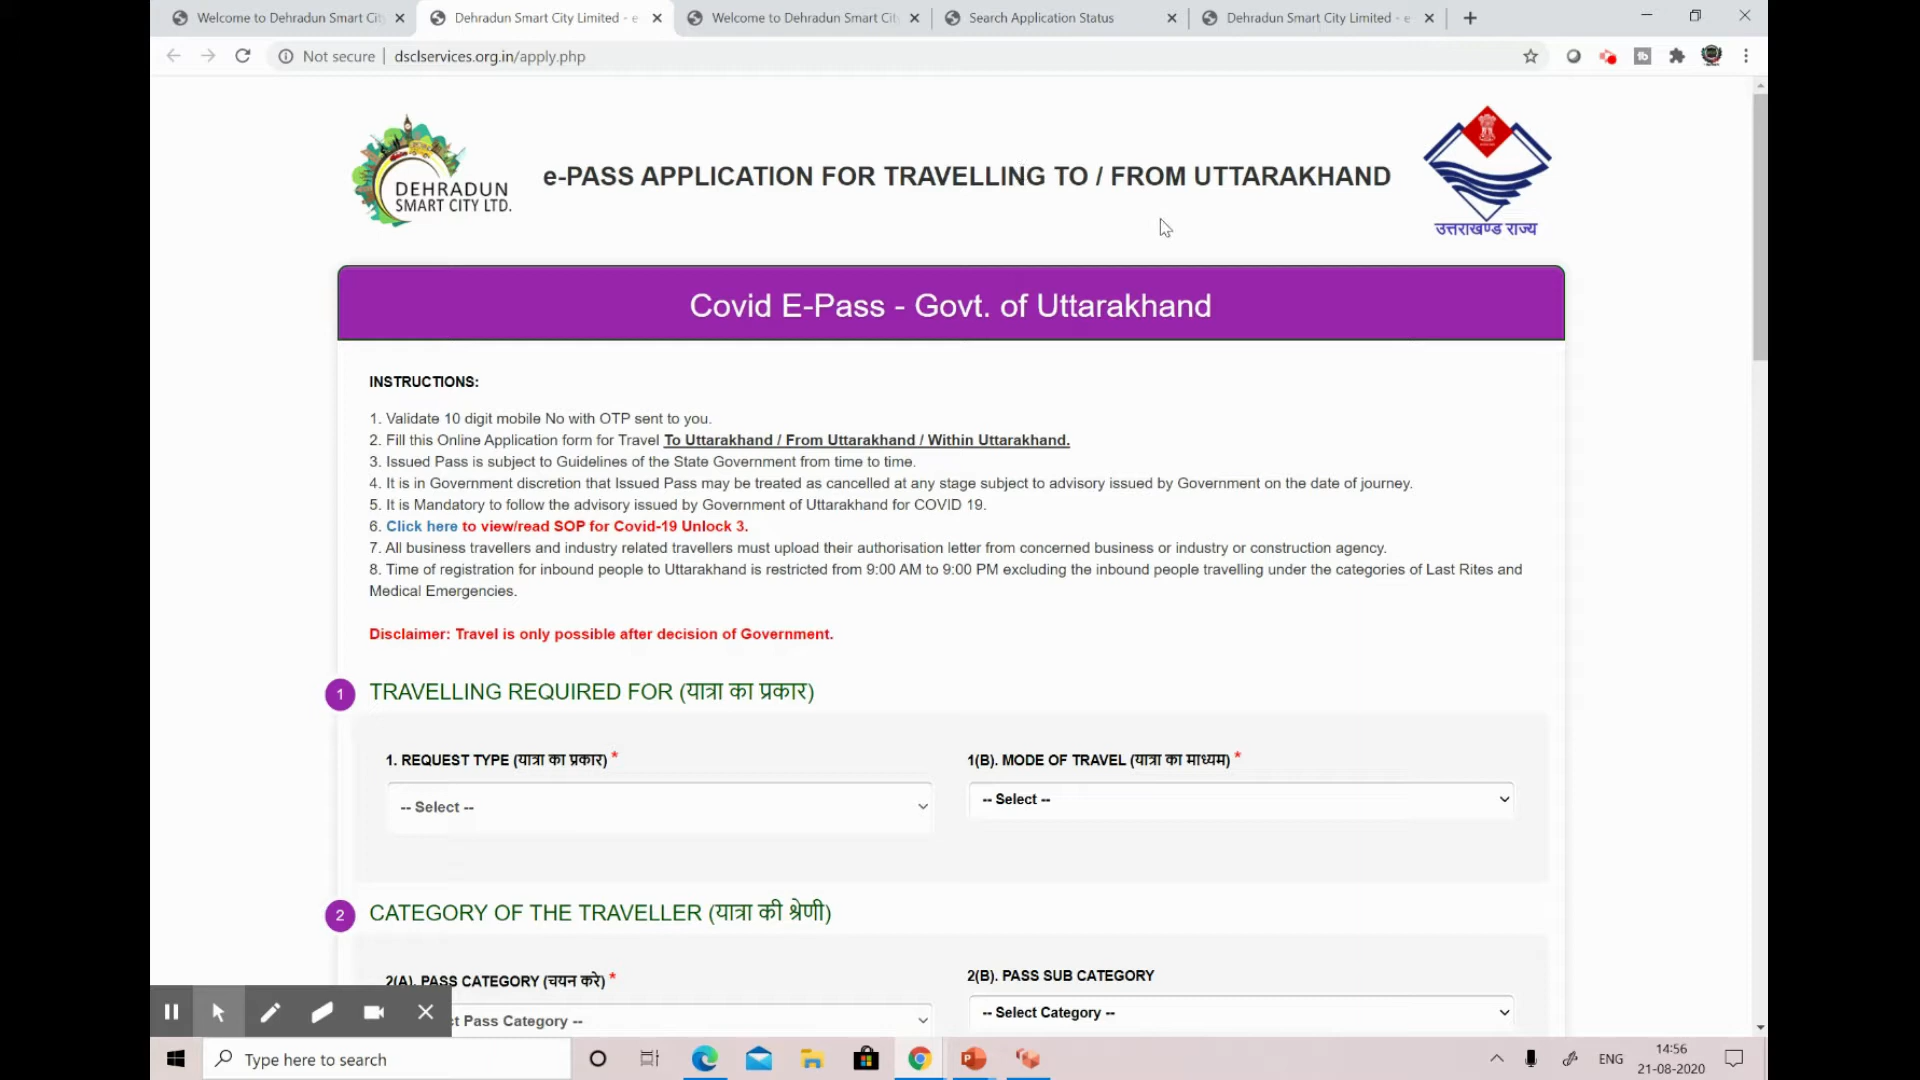 Welcome to Dehradun Smart Cit
Dehradun Smart City Limited - e
Welcome to Dehradun Smart Cit
Search Application Status
Dehradun Smart City Limited - e
Not secure
dsclservices.org.in/apply.php
DEHRADUN
SMART CITY LTD.
e-PASS APPLICATION FOR TRAVELLING TO / FROM UTTARAKHAND
उत्तराखण्ड राज्य
Covid E-Pass - Govt. of Uttarakhand
INSTRUCTIONS:
1. Validate 10 digit mobile No with OTP sent to you.
2. Fill this Online Application form for Travel To Uttarakhand / From Uttarakhand / Within Uttarakhand.
3. Issued Pass is subject to Guidelines of the State Government from time to time.
4. It is in Government discretion that Issued Pass may be treated as cancelled at any stage subject to advisory issued by Government on the date of journey.
5. It is Mandatory to follow the advisory issued by Government of Uttarakhand for COVID 19.
6. Click here to view/read SOP for Covid-19 Unlock 3.
7. All business travellers and industry related travellers must upload their authorisation letter from concerned business or industry or construction agency.
8. Time of registration for inbound people to Uttarakhand is restricted from 9:00 AM to 9:00 PM excluding the inbound people travelling under the categories of Last Rites and
Medical Emergencies.
Disclaimer: Travel is only possible after decision of Government.
1 TRAVELLING REQUIRED FOR (यात्रा का प्रकार)
1. REQUEST TYPE (यात्रा का प्रकार) *
1(B). MODE OF TRAVEL (यात्रा का माध्यम) *
-- Select --
-- Select --
2 CATEGORY OF THE TRAVELLER (यात्रा की श्रेणी)
2(A). PASS CATEGORY (चयन करे) *
2(B). PASS SUB CATEGORY
ct Pass Category --
-- Select Category --
Type here to search
ENG
14:56
21-08-2020